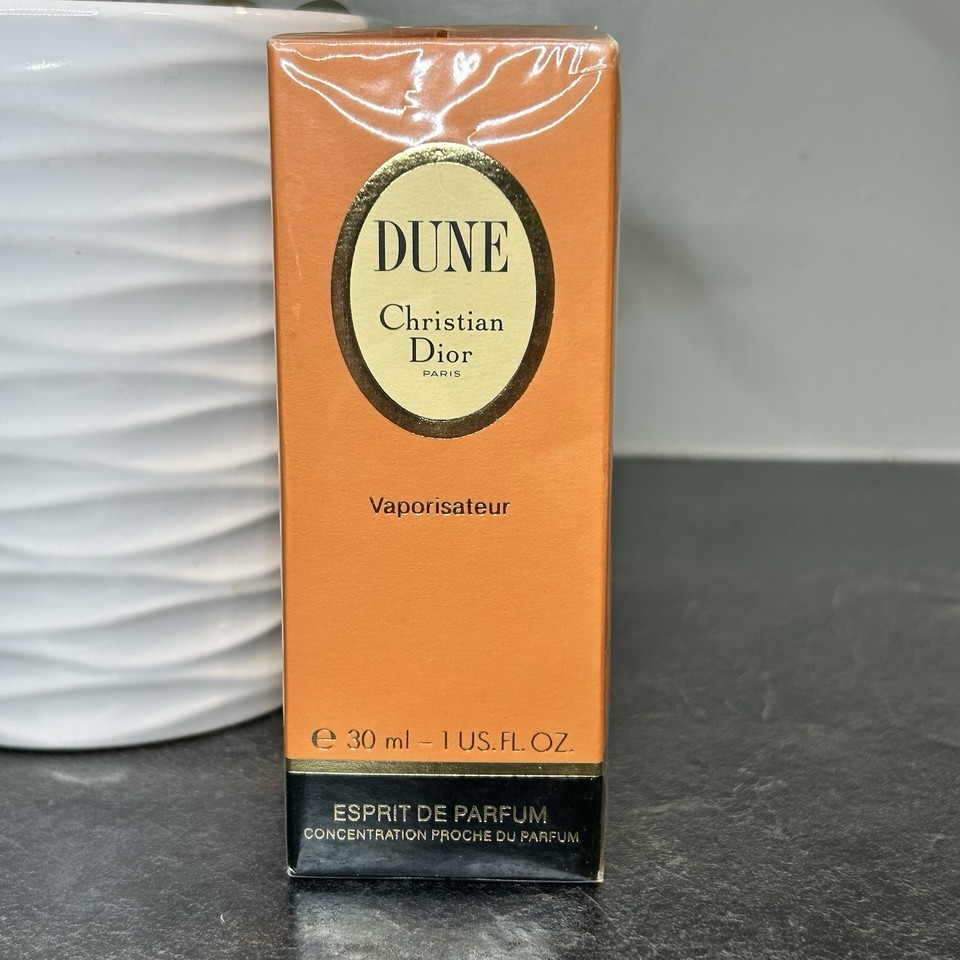 DUNE
Christian
Dior
PARIS
Vaporisateur
℮ 30 ml – 1 US. FL. OZ.
ESPRIT DE PARFUM
CONCENTRATION PROCHE DU PARFUM